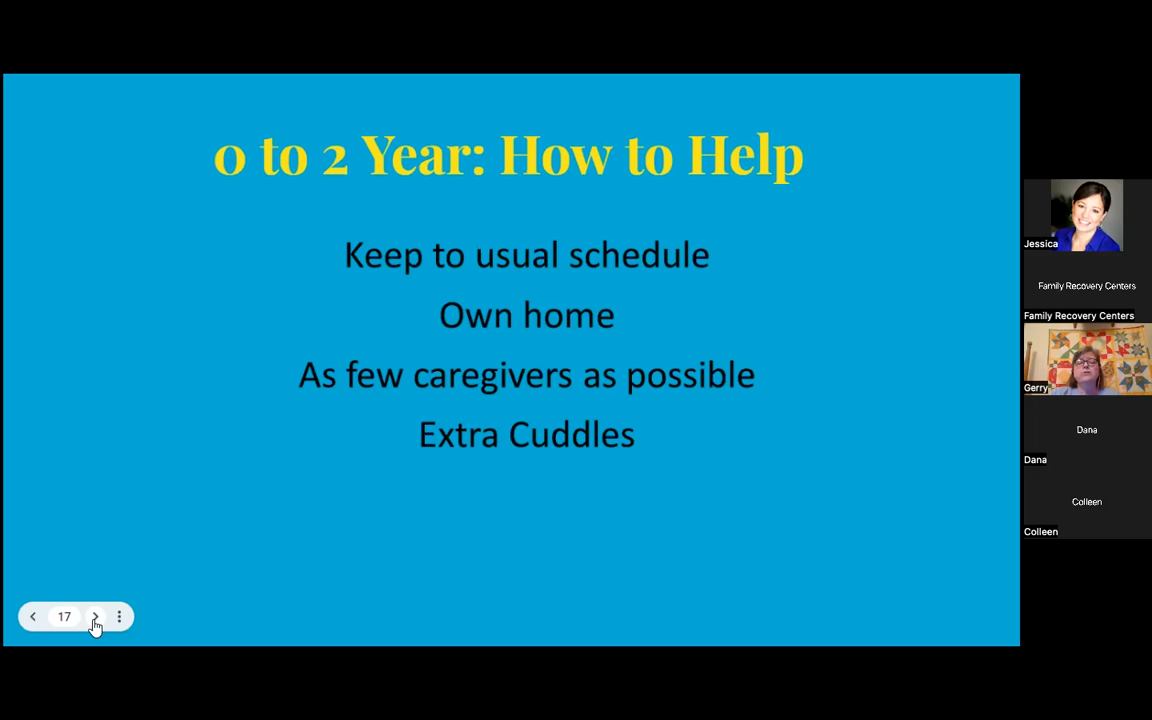 0 to 2 Year: How to Help
Keep to usual schedule
Own home
As few caregivers as possible
Extra Cuddles
17
Jessica
Family Recovery Centers
Family Recovery Centers
Gerry
Dana
Dana
Colleen
Colleen